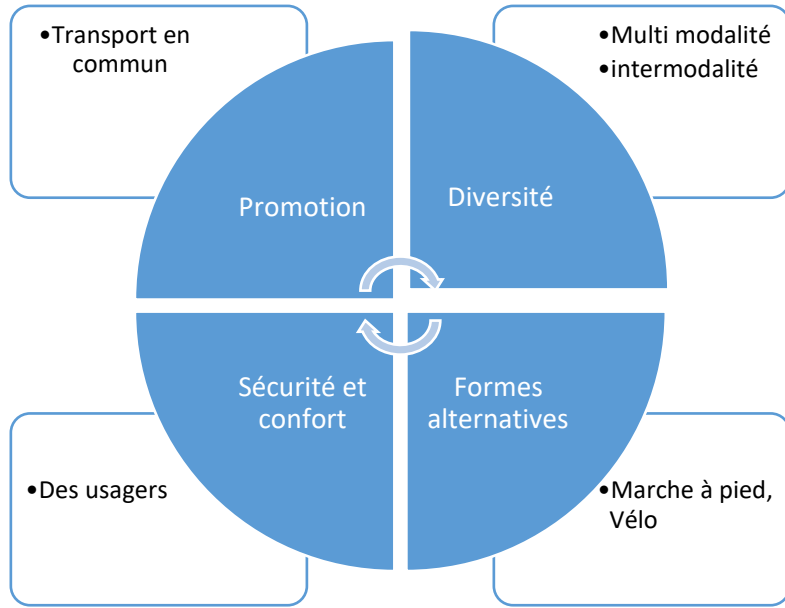 •Transport en
commun
•Multi modalité
•intermodalité
Promotion
Diversité
Sécurité et
confort
Formes
alternatives
•Des usagers
•Marche à pied,
Vélo